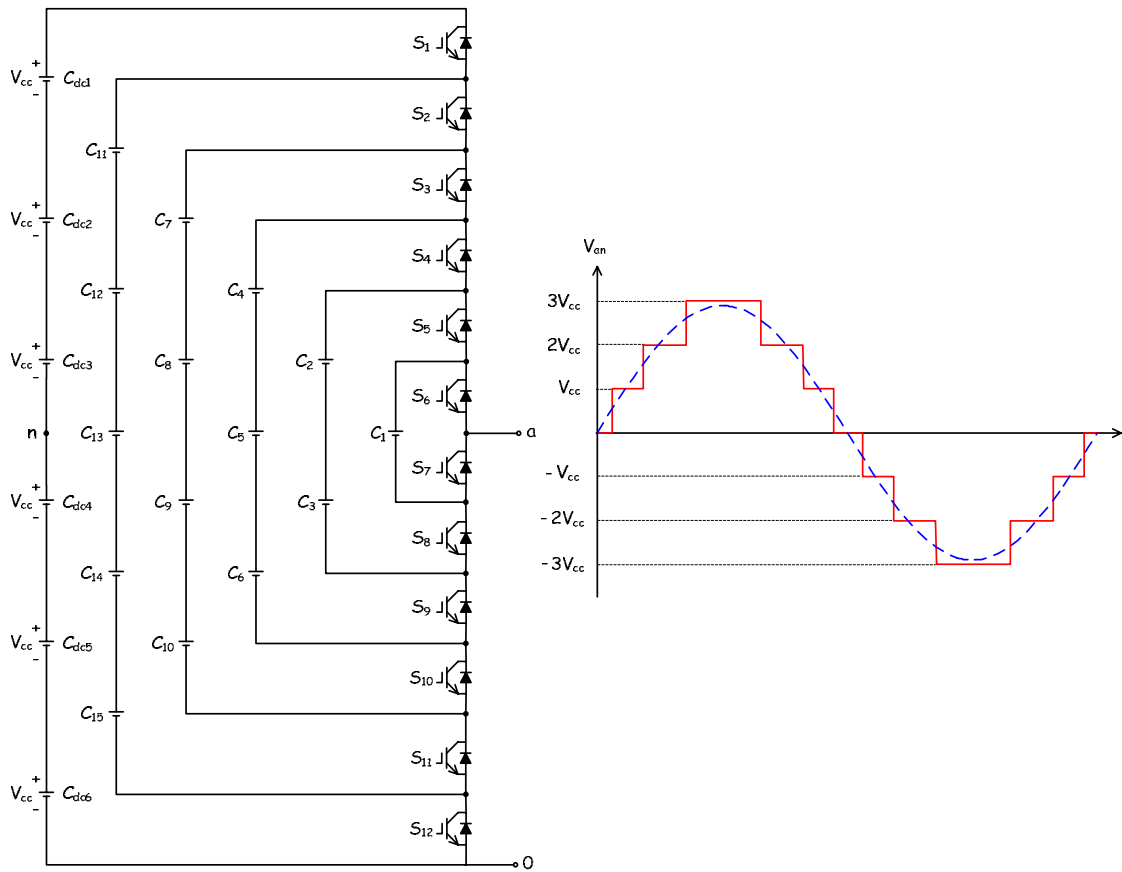 S1
+
Vcc Cdc1
-
S2
C11
S3
+
Vcc Cdc2
-
C7
S4
C12
C4
S5
+
Vcc Cdc3
-
C8
C2
S6
n
C13
C5
C1
a
S7
+
Vcc Cdc4
-
C9
C3
S8
C14
C6
S9
+
Vcc Cdc5
-
C10
S10
C15
S11
+
Vcc Cdc6
-
S12
0
Van
3Vcc
2Vcc
Vcc
-Vcc
-2Vcc
-3Vcc